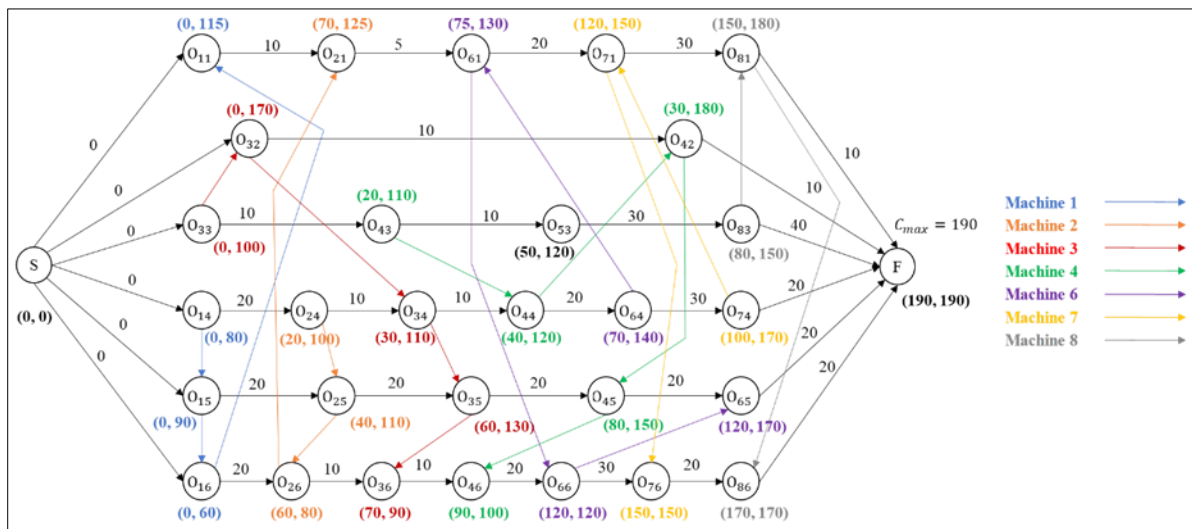 (0, 115) (70, 125) (75, 130) (120, 150) (150, 180)
O11 10 O21 5 O61 20 O71 30 O81
(0, 170) (30, 180)
0 O32 10 O42 10
0 (20, 110) 10
0 O33 10 O43 10 O53 30 O83 40 C_max = 190
(0, 100) (50, 120) (80, 150)
S F
(0, 0) (190, 190)
0 O14 20 O24 10 O34 10 O44 20 O64 30 O74 20
(0, 80) (20, 100) (30, 110) (40, 120) (70, 140) (100, 170)
0 O15 20 O25 20 O35 20 O45 20 O65 20
(0, 90) (40, 110) (60, 130) (80, 150) (120, 170)
0 O16 20 O26 10 O36 10 O46 20 O66 30 O76 20 O86 20
(0, 60) (60, 80) (70, 90) (90, 100) (120, 120) (150, 150) (170, 170)
Machine 1
Machine 2
Machine 3
Machine 4
Machine 6
Machine 7
Machine 8